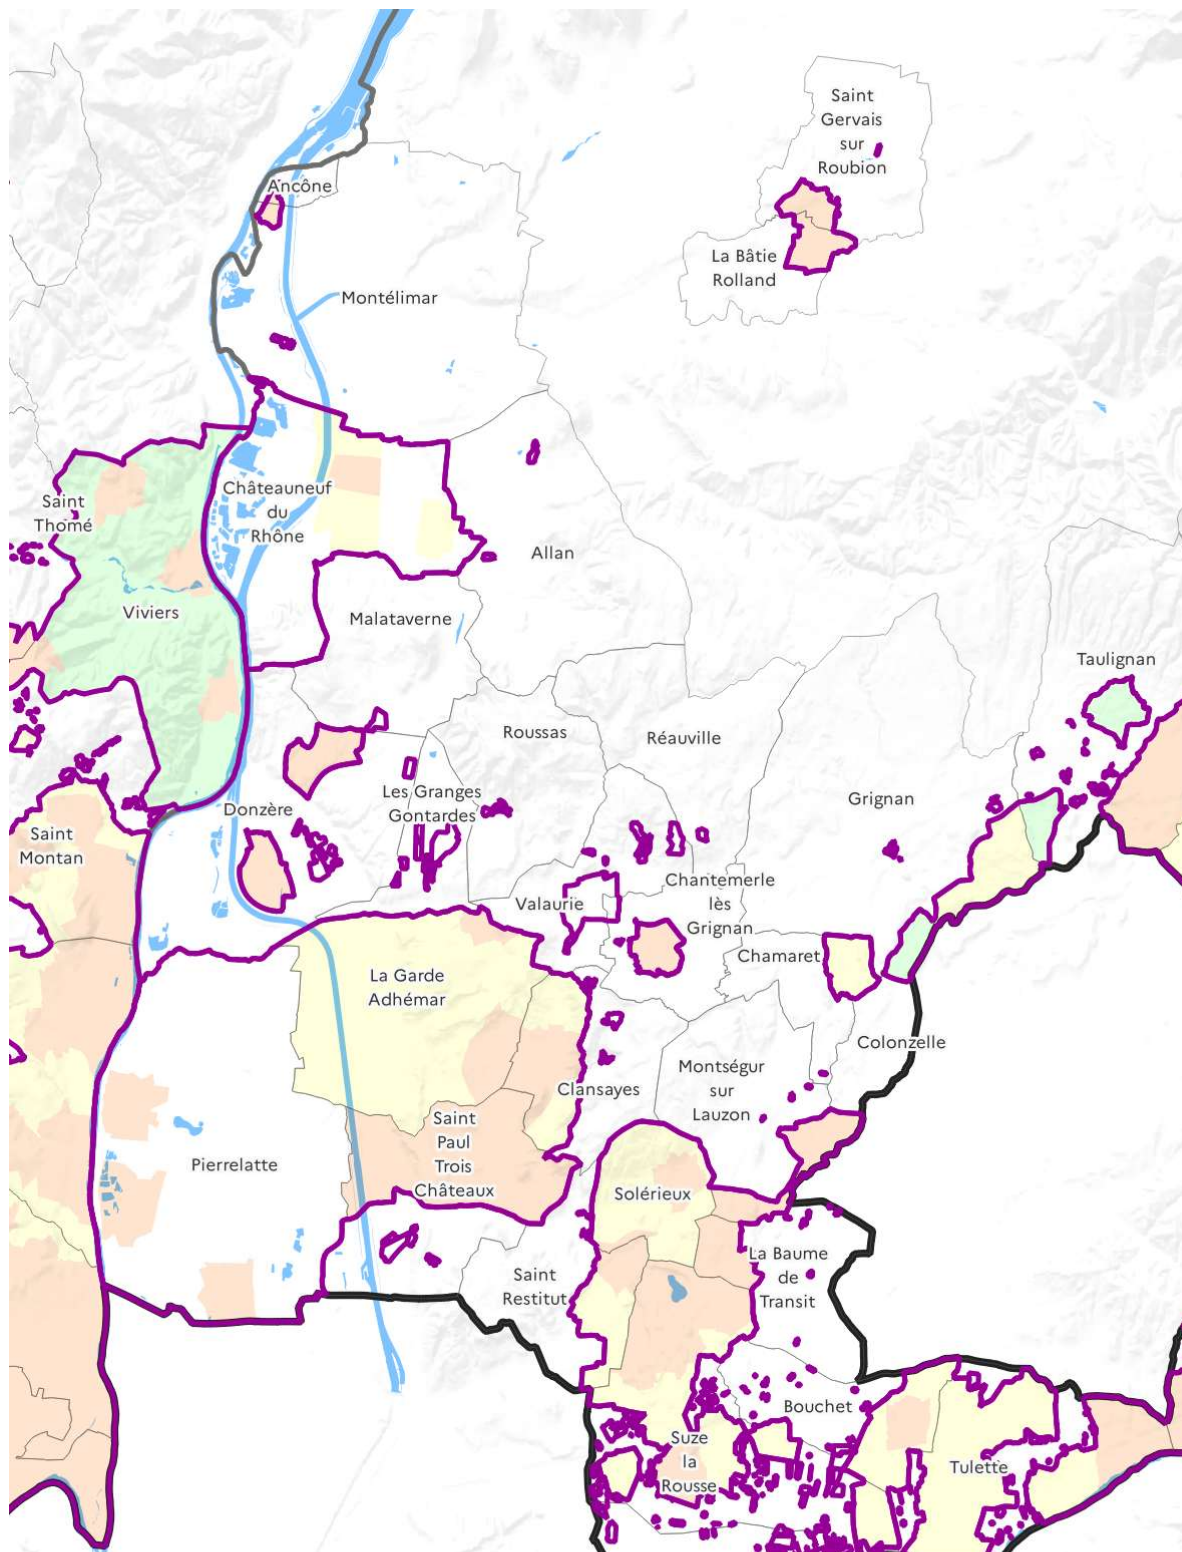 Saint
Gervais
sur
Roubion
Ancône
La Bâtie
Rolland
Montélimar
Saint
Thomé
Châteauneuf
du
Rhône
Allan
Viviers
Malataverne
Taulignan
Roussas
Réauville
Les Granges
Gontardes
Grignan
Donzère
Saint
Montan
Chantemerle
lès
Grignan
Valaurie
Chamaret
La Garde
Adhémar
Colonzelle
Clansayes
Montségur
sur
Lauzon
Saint
Paul
Trois
Châteaux
Pierrelatte
Solérieux
La Baume
de
Transit
Saint
Restitut
Bouchet
Suze
la
Rousse
Tulette